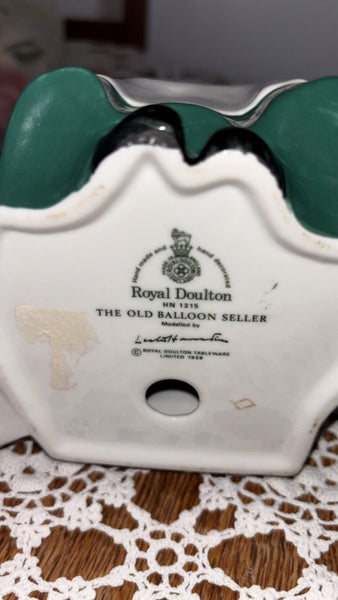 Hand made and hand decorated
Royal Doulton
HN 1315
THE OLD BALLOON SELLER
Modelled by
© ROYAL DOULTON TABLEWARE
LIMITED 1928